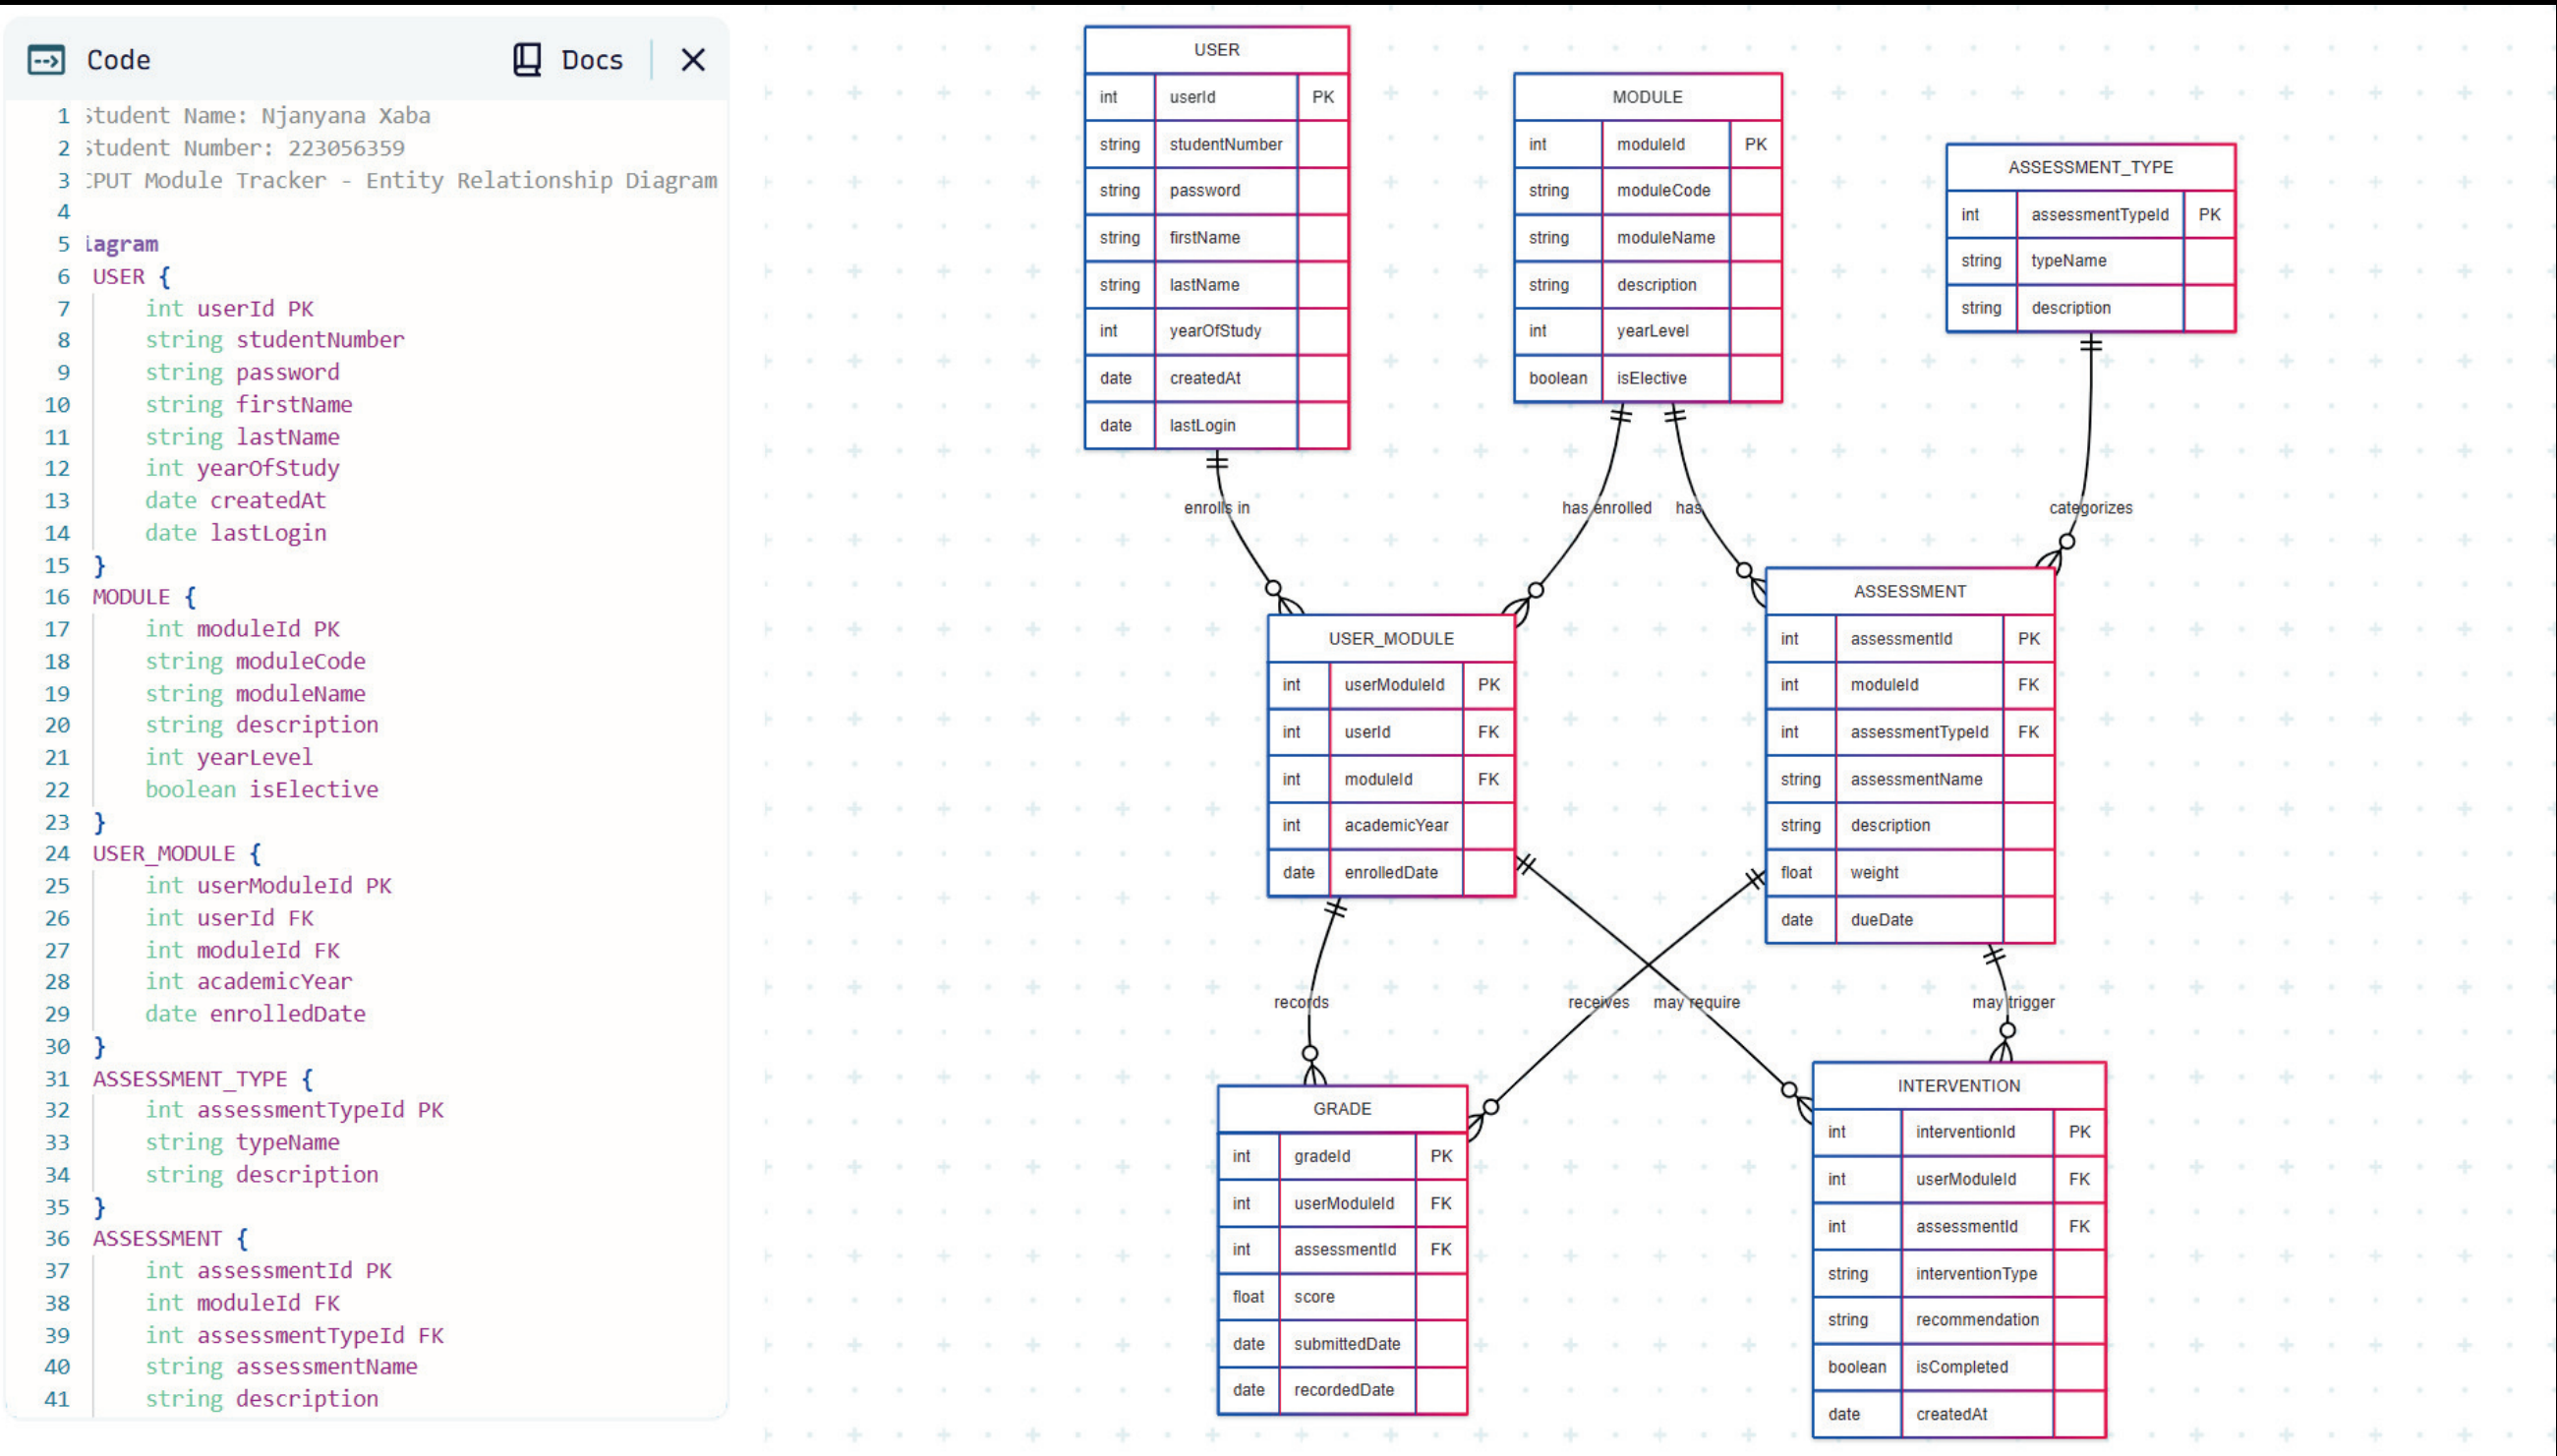 Code
Docs
1 Student Name: Njanyana Xaba
2 Student Number: 223056359
3 CPUT Module Tracker - Entity Relationship Diagram
4
5 iagram
6 USER {
7 int userId PK
8 string studentNumber
9 string password
10 string firstName
11 string lastName
12 int yearOfStudy
13 date createdAt
14 date lastLogin
15 }
16 MODULE {
17 int moduleId PK
18 string moduleCode
19 string moduleName
20 string description
21 int yearLevel
22 boolean isElective
23 }
24 USER_MODULE {
25 int userModuleId PK
26 int userId FK
27 int moduleId FK
28 int academicYear
29 date enrolledDate
30 }
31 ASSESSMENT_TYPE {
32 int assessmentTypeId PK
33 string typeName
34 string description
35 }
36 ASSESSMENT {
37 int assessmentId PK
38 int moduleId FK
39 int assessmentTypeId FK
40 string assessmentName
41 string description
USER
int userId PK
string studentNumber
string password
string firstName
string lastName
int yearOfStudy
date createdAt
date lastLogin
MODULE
int moduleId PK
string moduleCode
string moduleName
string description
int yearLevel
boolean isElective
ASSESSMENT_TYPE
int assessmentTypeId PK
string typeName
string description
enrolls in
has enrolled
has
categorizes
USER_MODULE
int userModuleId PK
int userId FK
int moduleId FK
int academicYear
date enrolledDate
ASSESSMENT
int assessmentId PK
int moduleId FK
int assessmentTypeId FK
string assessmentName
string description
float weight
date dueDate
records
receives
may require
may trigger
GRADE
int gradeId PK
int userModuleId FK
int assessmentId FK
float score
date submittedDate
date recordedDate
INTERVENTION
int interventionId PK
int userModuleId FK
int assessmentId FK
string interventionType
string recommendation
boolean isCompleted
date createdAt